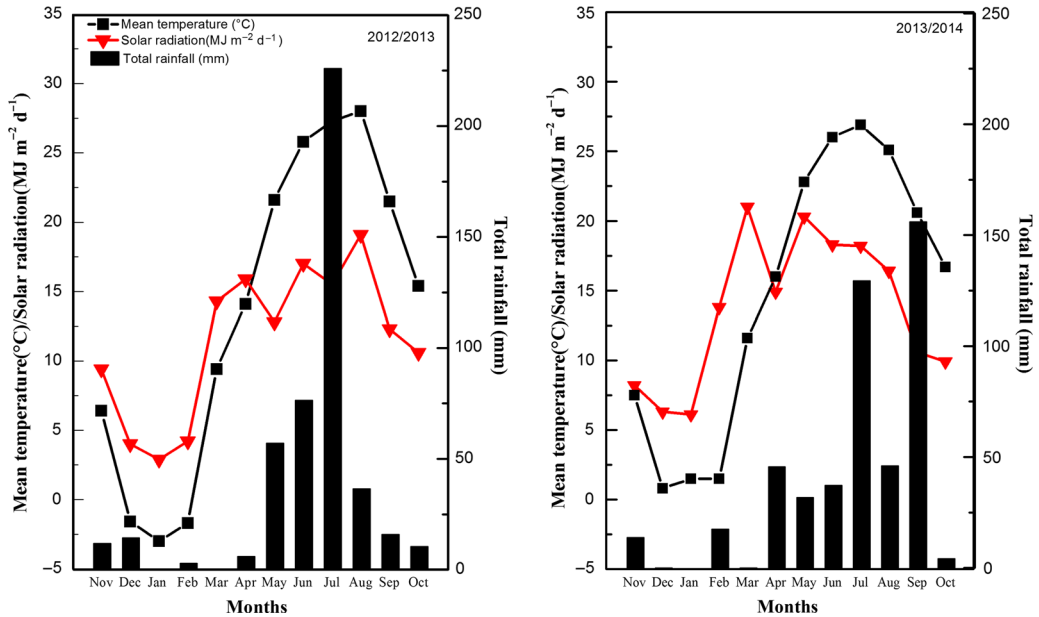 35
30
25
20
15
10
5
0
–5
Mean temperature(°C)/Solar radiation(MJ m⁻² d⁻¹)
Mean temperature (°C)
Solar radiation(MJ m⁻² d⁻¹)
Total rainfall (mm)
2012/2013
250
200
150
100
50
0
Total rainfall (mm)
Nov Dec Jan Feb Mar Apr May Jun Jul Aug Sep Oct
Months
35
30
25
20
15
10
5
0
–5
Mean temperature(°C)/Solar radiation(MJ m⁻² d⁻¹)
2013/2014
250
200
150
100
50
0
Total rainfall (mm)
Nov Dec Jan Feb Mar Apr May Jun Jul Aug Sep Oct
Months